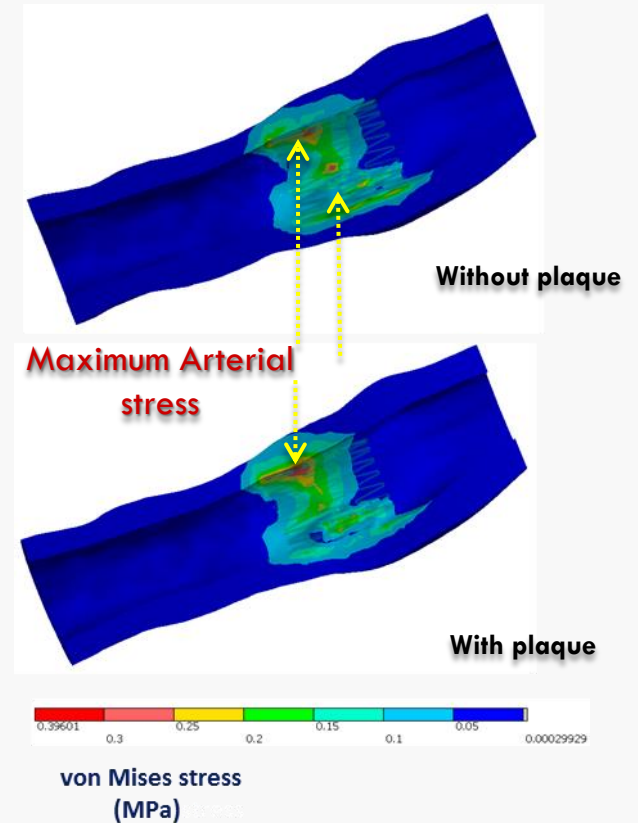 Without plaque
Maximum Arterial
stress
With plaque
0.39601
0.3
0.25
0.2
0.15
0.1
0.05
0.00029929
von Mises stress
(MPa)